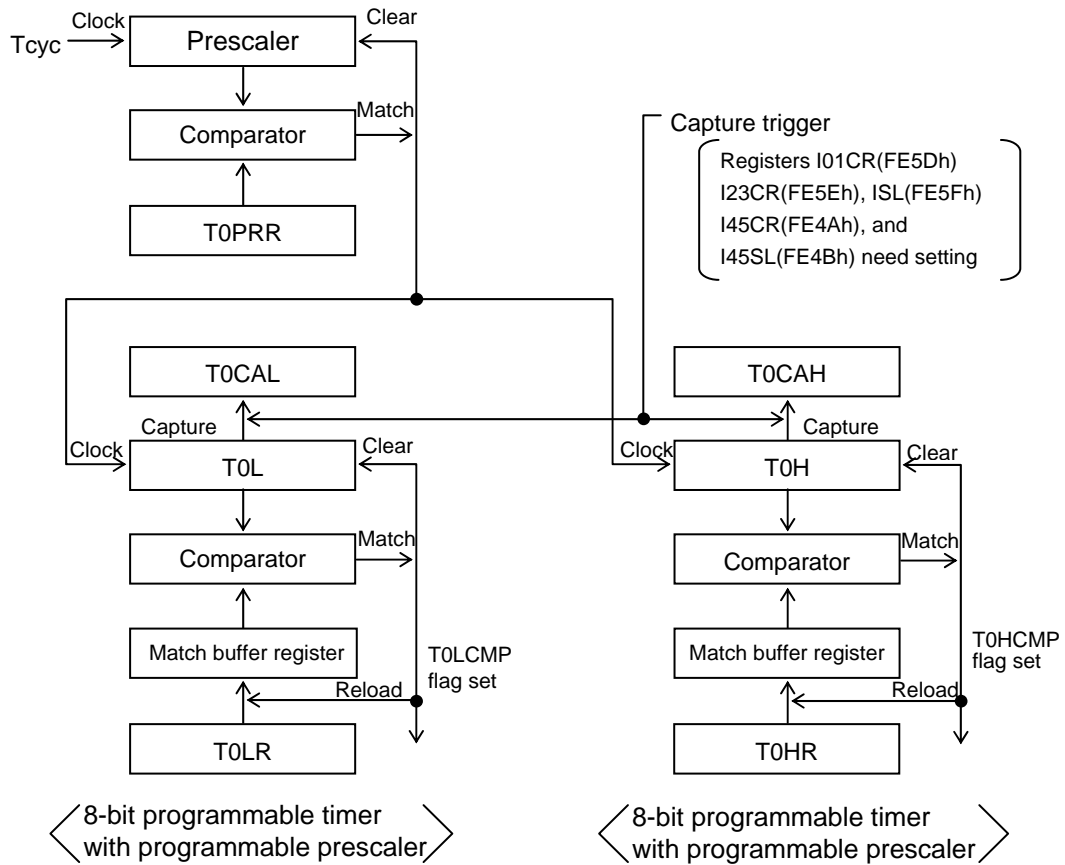 Clock
Clear
Tcyc
Prescaler
Match
Comparator
T0PRR
Capture trigger
Registers I01CR(FE5Dh)
I23CR(FE5Eh), ISL(FE5Fh)
I45CR(FE4Ah), and
I45SL(FE4Bh) need setting
T0CAL
T0CAH
Capture
Capture
Clock
Clear
Clock
Clear
T0L
T0H
Match
Match
Comparator
Comparator
Match buffer register
Match buffer register
T0LCMP
flag set
T0HCMP
flag set
Reload
Reload
T0LR
T0HR
8-bit programmable timer
with programmable prescaler
8-bit programmable timer
with programmable prescaler